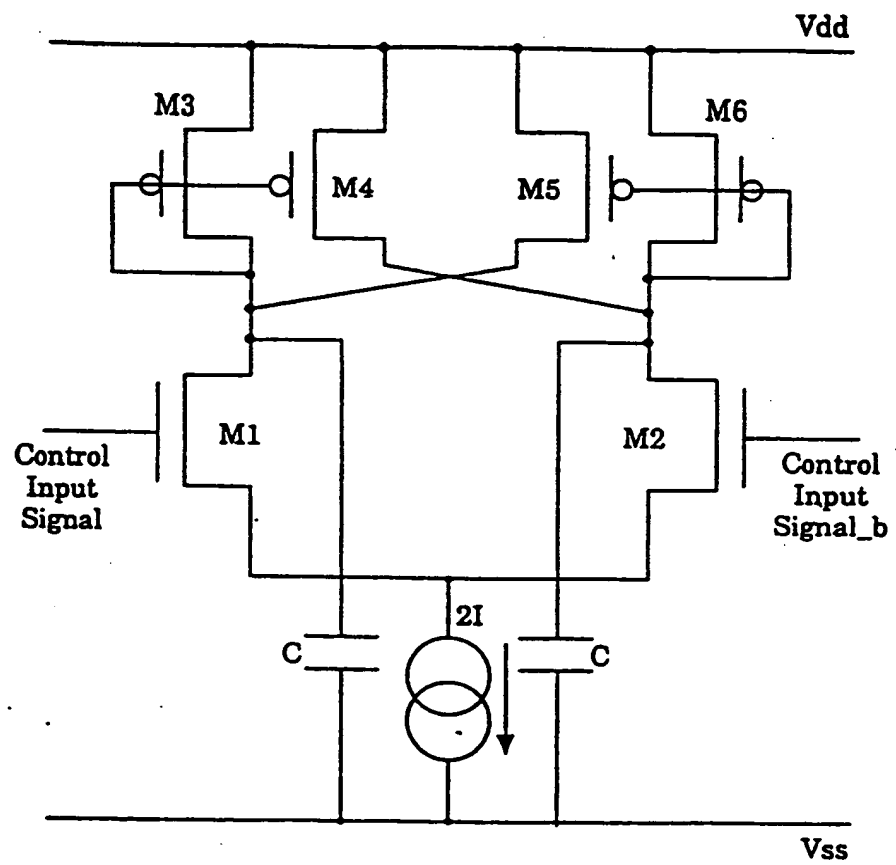 Vdd
M3
M6
M4
M5
M1
M2
Control
Input
Signal
Control
Input
Signal_b
2I
C
C
Vss